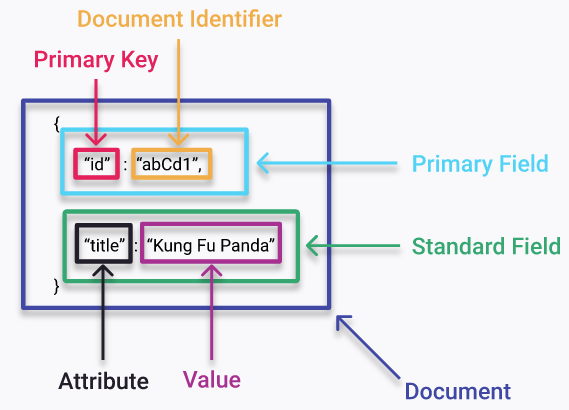 Document Identifier
Primary Key
{
“id” : “abCd1”,
Primary Field
“title” : “Kung Fu Panda”
Standard Field
}
Attribute
Value
Document